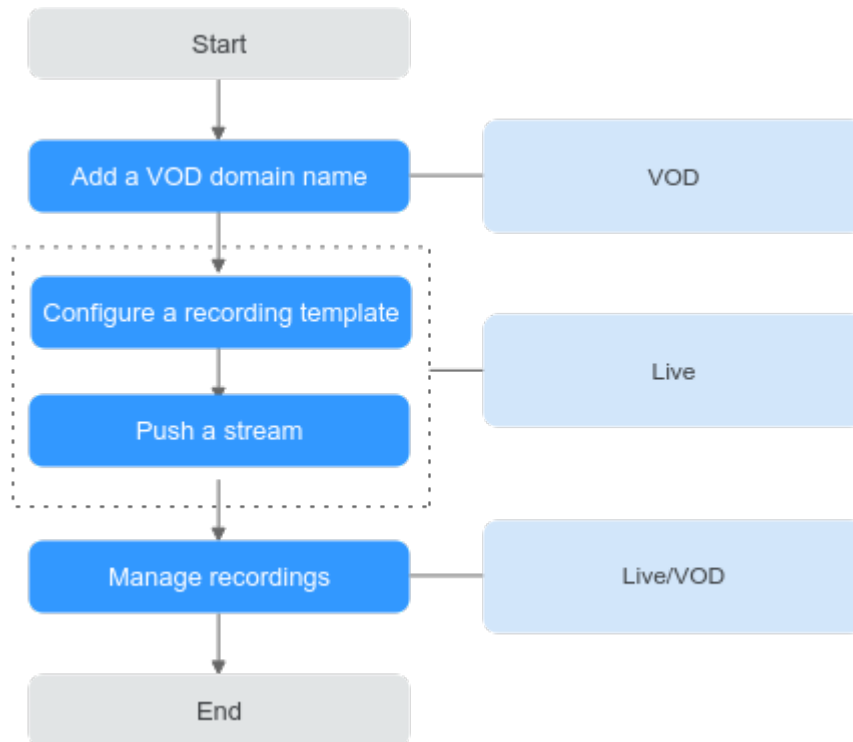 Start
Add a VOD domain name
VOD
Configure a recording template
Live
Push a stream
Manage recordings
Live/VOD
End